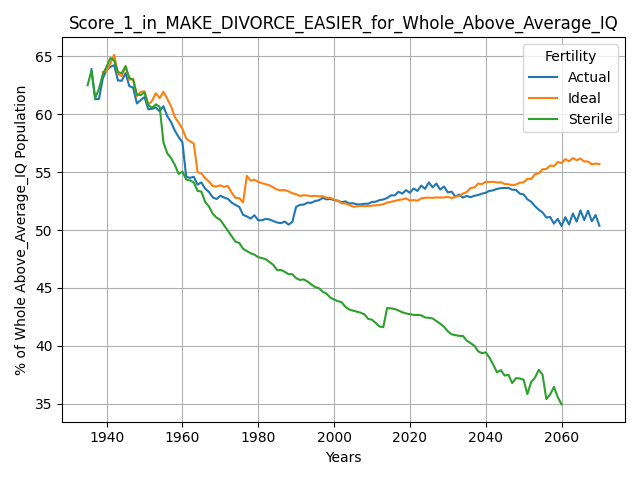 Score_1_in_MAKE_DIVORCE_EASIER_for_Whole_Above_Average_IQ
% of Whole Above_Average_IQ Population
65
60
55
50
45
40
35
Fertility
Actual
Ideal
Sterile
1940 1960 1980 2000 2020 2040 2060
Years